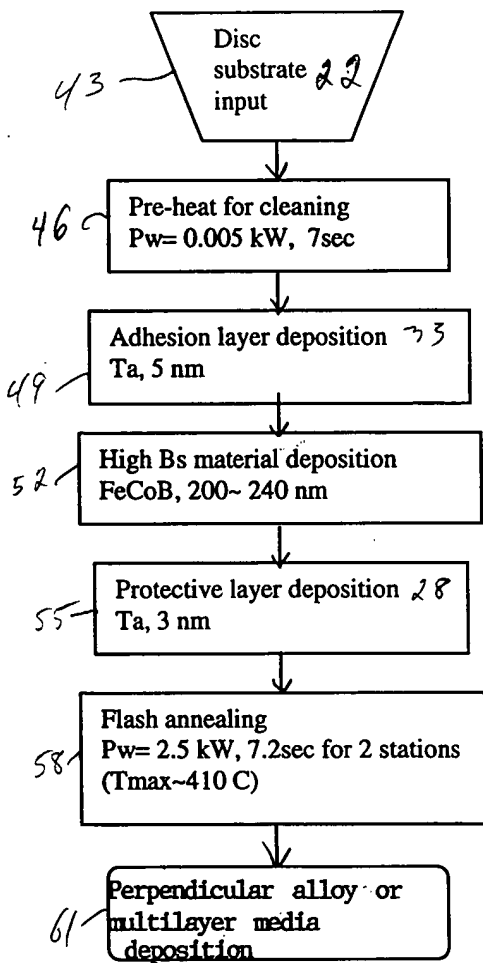 Disc
substrate 22
input
43
Pre-heat for cleaning
Pw= 0.005 kW, 7sec
46
Adhesion layer deposition 33
Ta, 5 nm
49
High Bs material deposition
FeCoB, 200~ 240 nm
52
Protective layer deposition 28
Ta, 3 nm
55
Flash annealing
Pw= 2.5 kW, 7.2sec for 2 stations
(Tmax~410 C)
58
Perpendicular alloy or
multilayer media
deposition
61